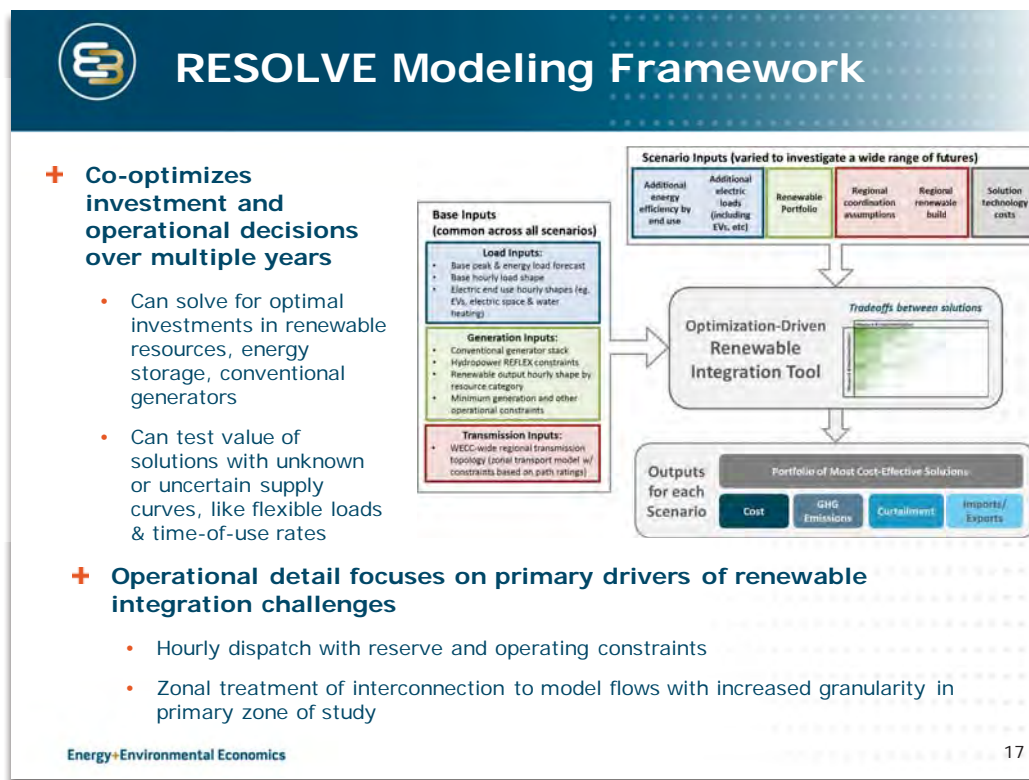 RESOLVE Modeling Framework
+ Co-optimizes
investment and
operational decisions
over multiple years
• Can solve for optimal
investments in renewable
resources, energy
storage, conventional
generators
• Can test value of
solutions with unknown
or uncertain supply
curves, like flexible loads
& time-of-use rates
Base Inputs
(common across all scenarios)
Load Inputs:
• Base peak & energy load forecast
• Base hourly load shape
• Electric end use hourly shapes (eg.
EVs, electric space & water
heating)
Generation Inputs:
• Conventional generator stack
• Hydropower REFLEX constraints
• Renewable output hourly shape by
resource category
• Minimum generation and other
operational constraints
Transmission Inputs:
• WECC-wide regional transmission
topology (zonal transport model w/
constraints based on path ratings)
Scenario Inputs (varied to investigate a wide range of futures)
Additional
energy
efficiency by
end use
Additional
electric
loads
(including
EVs, etc)
Renewable
Portfolio
Regional
coordination
assumptions
Regional
renewable
build
Solution
technology
costs
Optimization-Driven
Renewable
Integration Tool
Tradeoffs between solutions
Outputs
for each
Scenario
Portfolio of Most Cost-Effective Solutions
Cost
GHG
Emissions
Curtailment
Imports/
Exports
+ Operational detail focuses on primary drivers of renewable
integration challenges
• Hourly dispatch with reserve and operating constraints
• Zonal treatment of interconnection to model flows with increased granularity in
primary zone of study
Energy+Environmental Economics
17